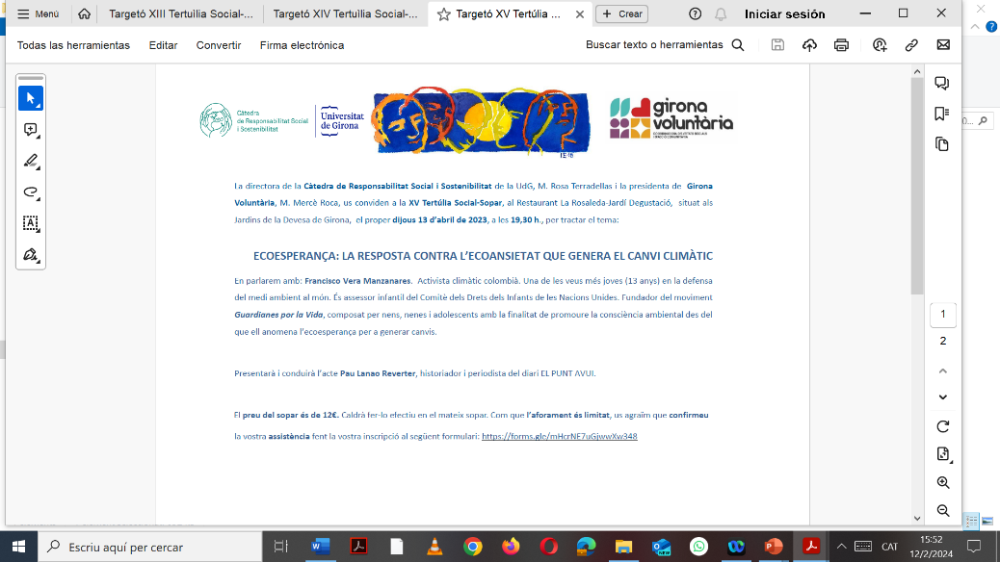 Menú
Targetó XIII Tertuília Social-...
Targetó XIV Tertuília Social-...
Targetó XV Tertúlia ...
Crear
Iniciar sesión
Todas las herramientas
Editar
Convertir
Firma electrónica
Buscar texto o herramientas
Càtedra
de Responsabilitat Social
i Sostenibilitat
Universitat
de Girona
girona
voluntària
La directora de la Càtedra de Responsabilitat Social i Sostenibilitat de la UdG, M. Rosa Terradellas i la presidenta de Girona
Voluntària, M. Mercè Roca, us conviden a la XV Tertúlia Social-Sopar, al Restaurant La Rosaleda-Jardí Degustació, situat als
Jardins de la Devesa de Girona, el proper dijous 13 d'abril de 2023, a les 19,30 h., per tractar el tema:
ECOESPERANÇA: LA RESPOSTA CONTRA L'ECOANSIETAT QUE GENERA EL CANVI CLIMÀTIC
En parlarem amb: Francisco Vera Manzanares. Activista climàtic colombià. Una de les veus més joves (13 anys) en la defensa
del medi ambient al món. És assessor infantil del Comitè dels Drets dels Infants de les Nacions Unides. Fundador del moviment
Guardianes por la Vida, composat per nens, nenes i adolescents amb la finalitat de promoure la consciència ambiental des del
que ell anomena l'ecoesperança per a generar canvis.
Presentarà i conduirà l'acte Pau Lanao Reverter, historiador i periodista del diari EL PUNT AVUI.
El preu del sopar és de 12€. Caldrà fer-lo efectiu en el mateix sopar. Com que l'aforament és limitat, us agraïm que confirmeu
la vostra assistència fent la vostra inscripció al següent formulari: https://forms.gle/mHcrNE7uGjwwXw348
1
2
Escriu aquí per cercar
CAT
15:52
12/2/2024